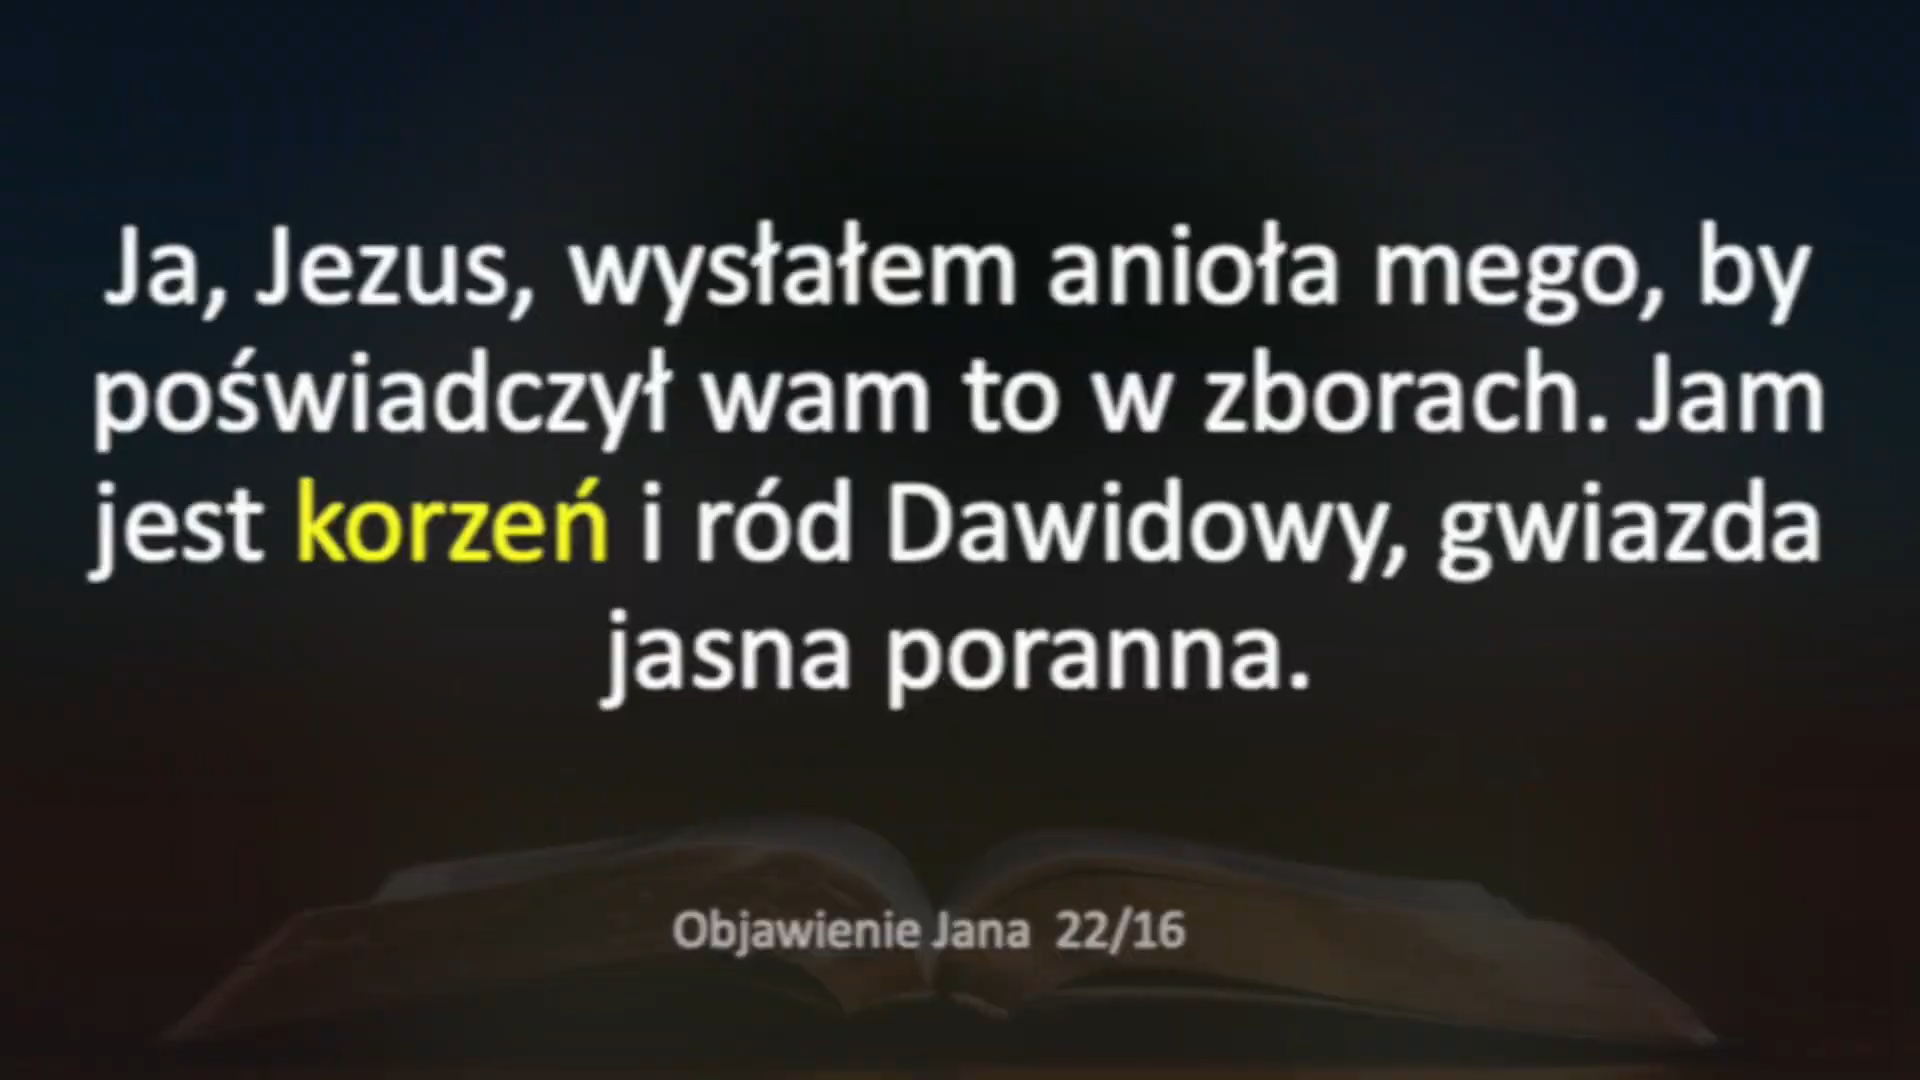 Ja, Jezus, wysłałem anioła mego, by
poświadczył wam to w zborach. Jam
jest korzeń i ród Dawidowy, gwiazda
jasna poranna.
Objawienie Jana 22/16